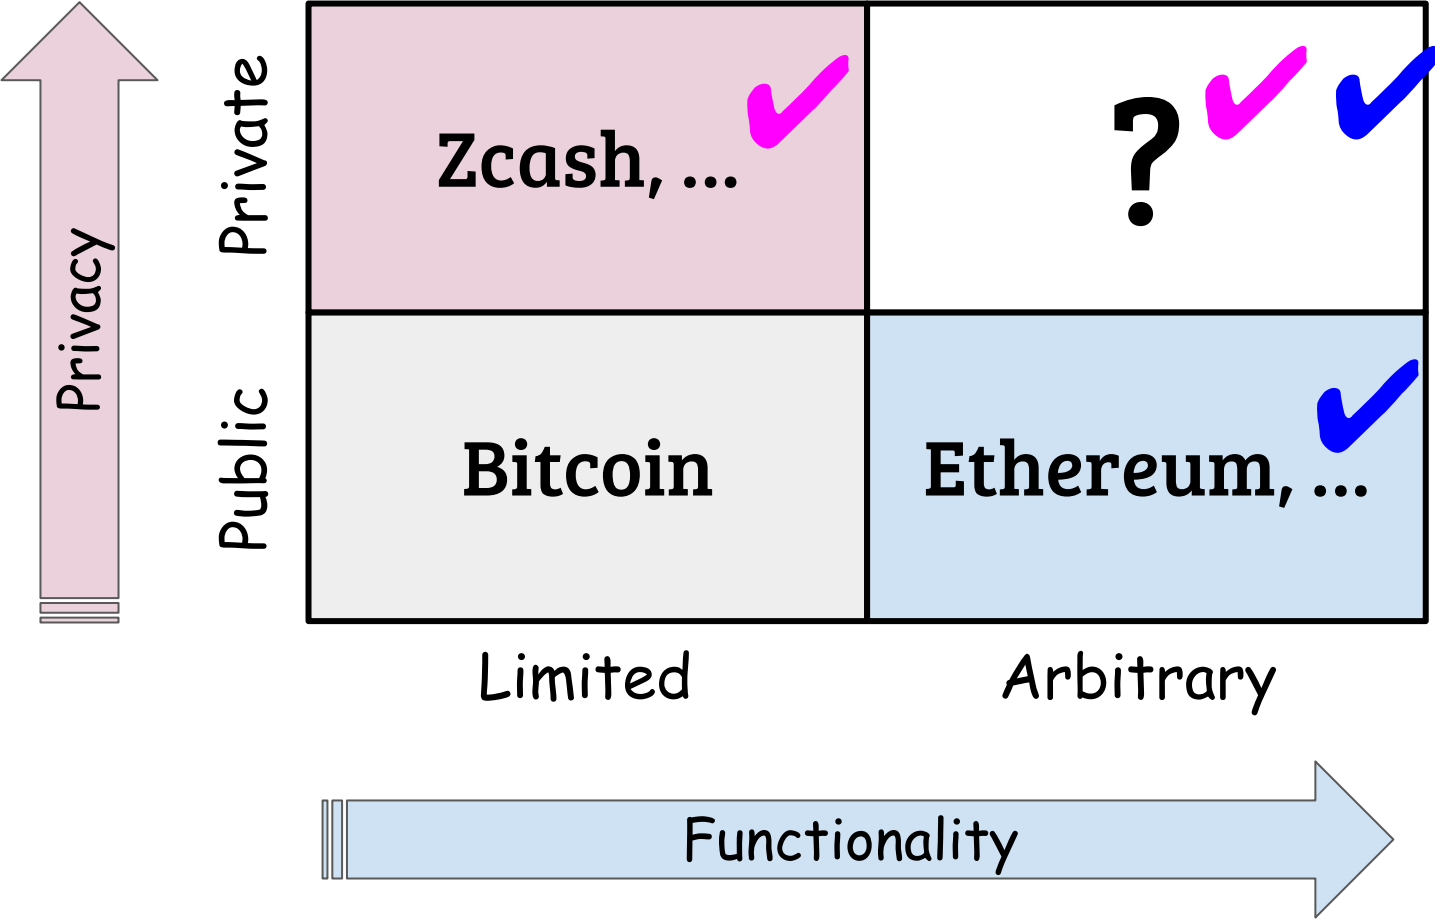 Privacy
Private
Zcash, ...
?
Public
Bitcoin
Ethereum, ...
Limited
Arbitrary
Functionality